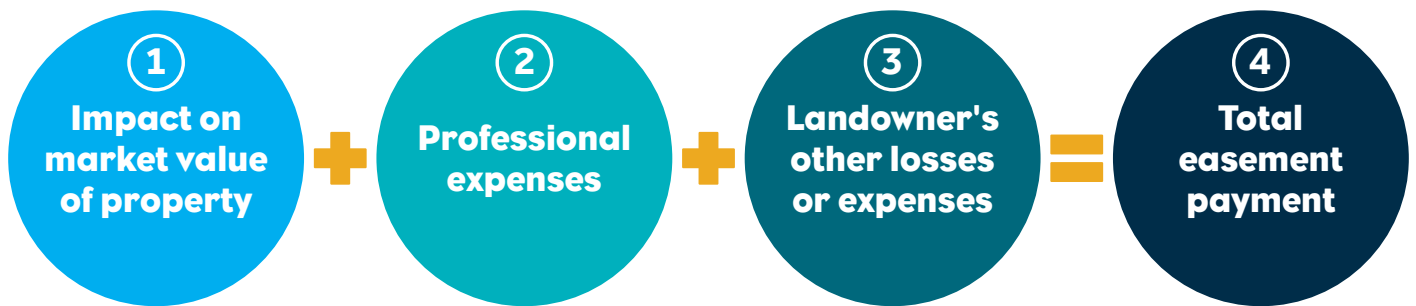 1
Impact on
market value
of property
2
Professional
expenses
3
Landowner's
other losses
or expenses
4
Total
easement
payment